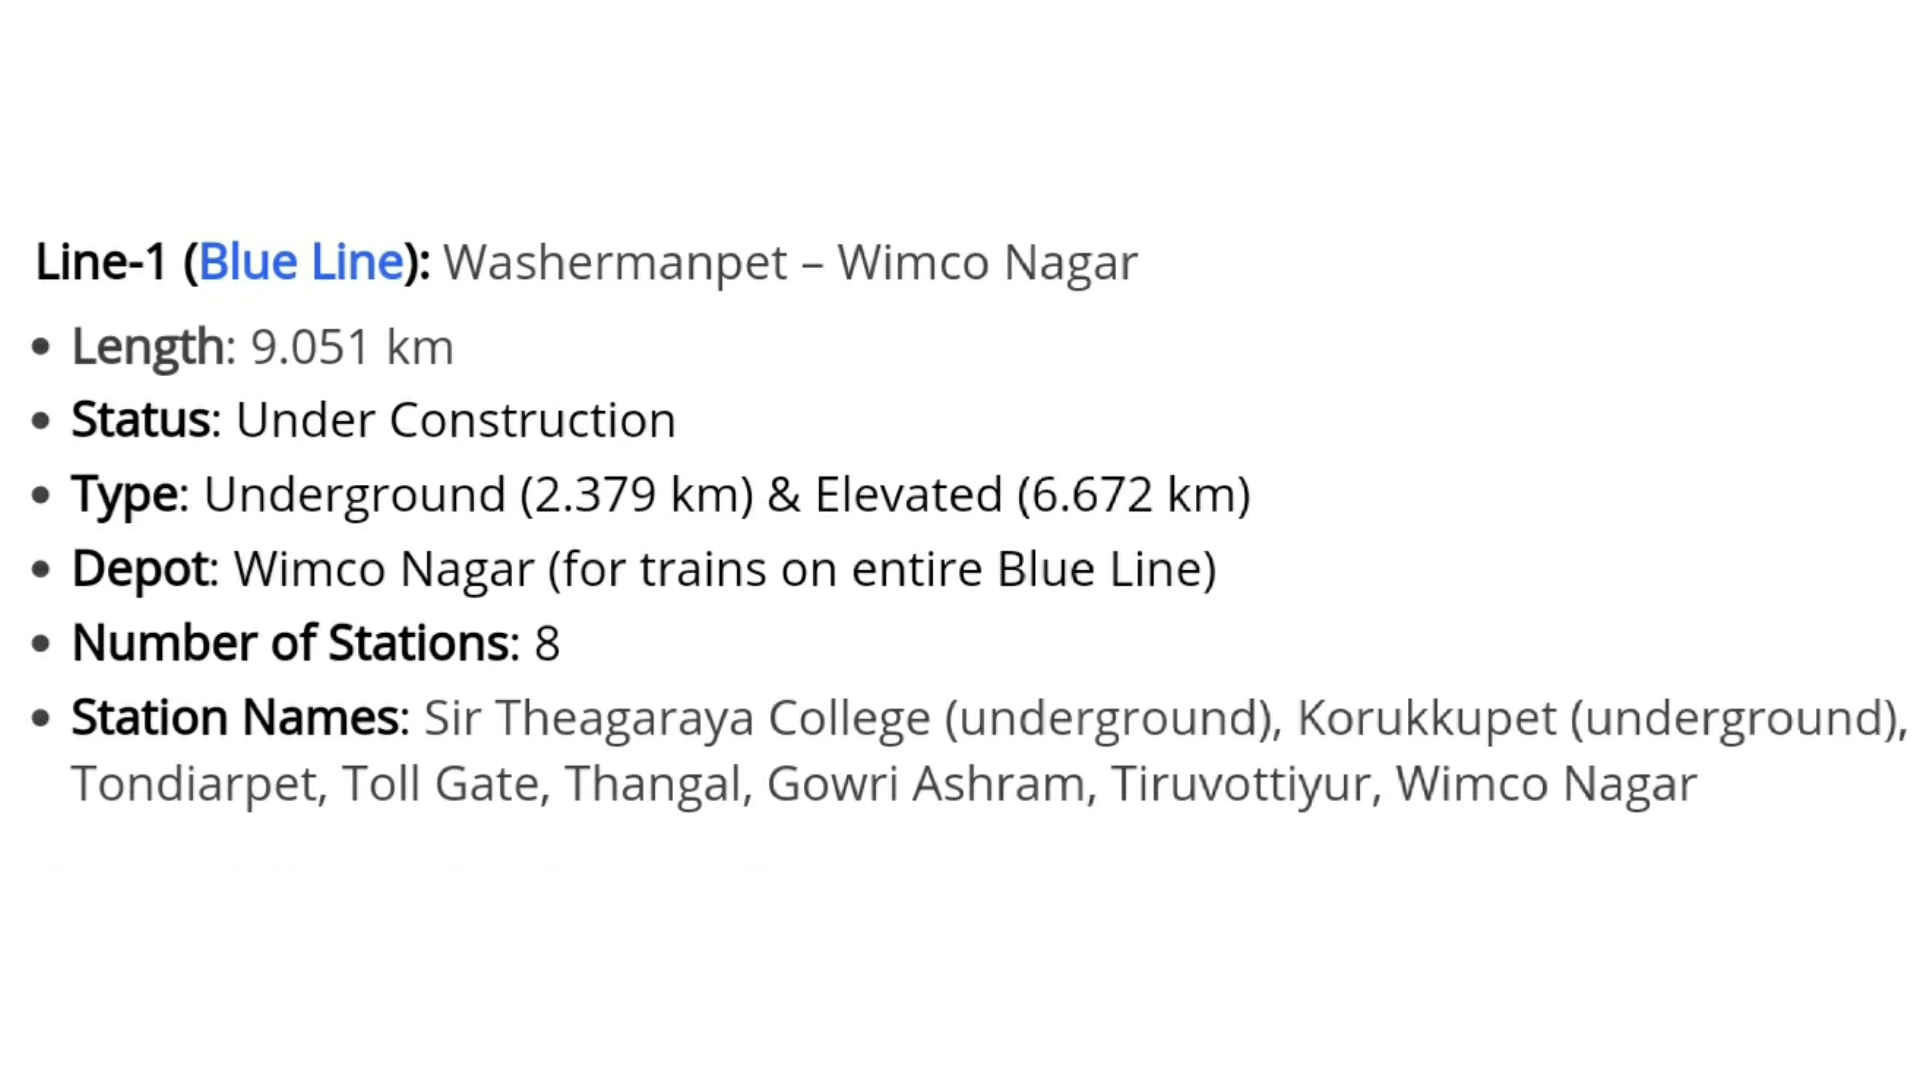 Line-1 (Blue Line): Washermanpet – Wimco Nagar
• Length: 9.051 km
• Status: Under Construction
• Type: Underground (2.379 km) & Elevated (6.672 km)
• Depot: Wimco Nagar (for trains on entire Blue Line)
• Number of Stations: 8
• Station Names: Sir Theagaraya College (underground), Korukkupet (underground),
Tondiarpet, Toll Gate, Thangal, Gowri Ashram, Tiruvottiyur, Wimco Nagar